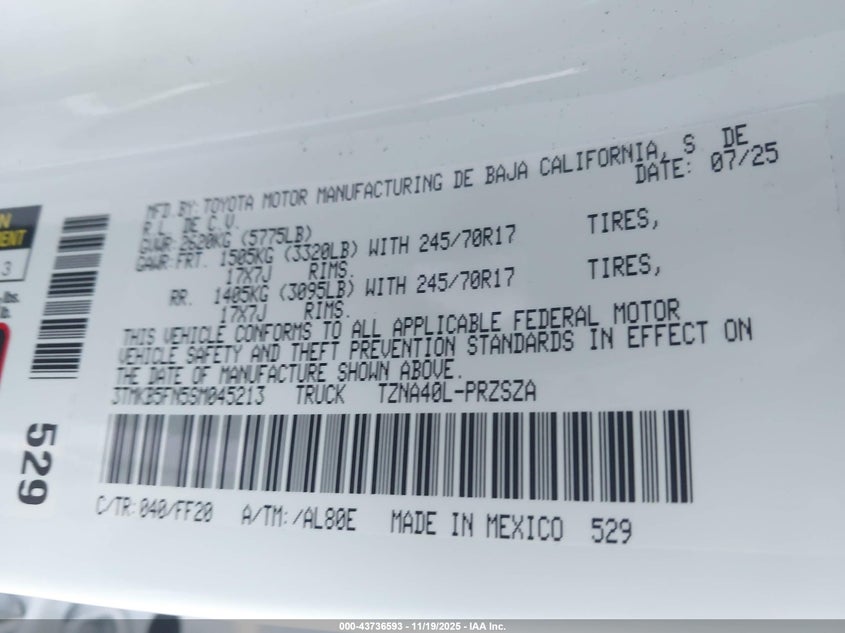 MFD.BY:TOYOTA MOTOR MANUFACTURING DE BAJA CALIFORNIA, S DE
R L. DE C.V. DATE: 07/25
GVWR:2620KG (5775LB)
GAWR:FRT. 1505KG (3320LB) WITH 245/70R17 TIRES,
17X7J RIMS.
RR. 1405KG (3095LB) WITH 245/70R17 TIRES,
17X7J RIMS.
THIS VEHICLE CONFORMS TO ALL APPLICABLE FEDERAL MOTOR
VEHICLE SAFETY AND THEFT PREVENTION STANDARDS IN EFFECT ON
THE DATE OF MANUFACTURE SHOWN ABOVE.
3TMKB5FN5SM045213 TRUCK TZNA40L-PRZSZA
C/TR:040/FF20 A/TM:/AL80E MADE IN MEXICO 529
529
3
lbs.
lb.
000-43736593 - 11/19/2025 - IAA Inc.